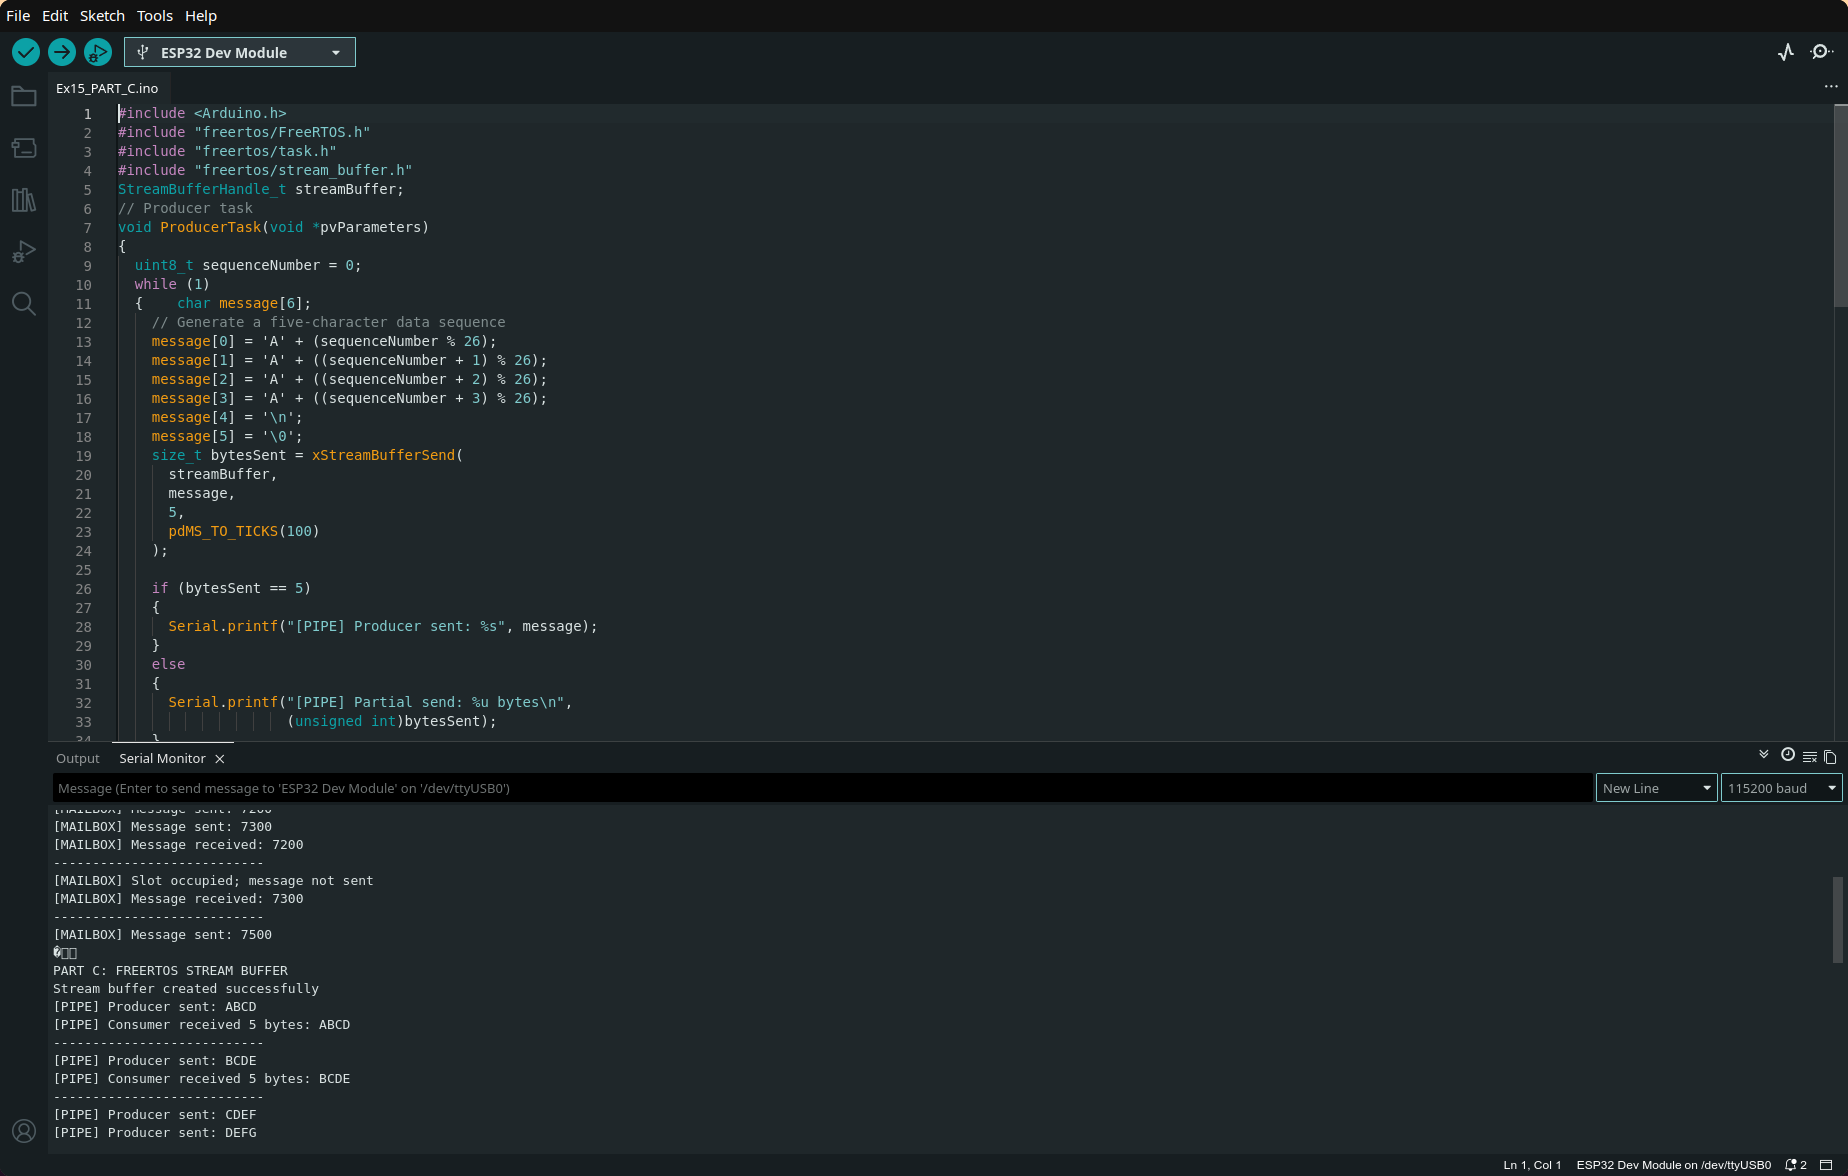 File Edit Sketch Tools Help
ESP32 Dev Module
Ex15_PART_C.ino
1 #include <Arduino.h>
2 #include "freertos/FreeRTOS.h"
3 #include "freertos/task.h"
4 #include "freertos/stream_buffer.h"
5 StreamBufferHandle_t streamBuffer;
6 // Producer task
7 void ProducerTask(void *pvParameters)
8 {
9   uint8_t sequenceNumber = 0;
10   while (1)
11   {    char message[6];
12     // Generate a five-character data sequence
13     message[0] = 'A' + (sequenceNumber % 26);
14     message[1] = 'A' + ((sequenceNumber + 1) % 26);
15     message[2] = 'A' + ((sequenceNumber + 2) % 26);
16     message[3] = 'A' + ((sequenceNumber + 3) % 26);
17     message[4] = '\n';
18     message[5] = '\0';
19     size_t bytesSent = xStreamBufferSend(
20       streamBuffer,
21       message,
22       5,
23       pdMS_TO_TICKS(100)
24     );
25
26     if (bytesSent == 5)
27     {
28       Serial.printf("[PIPE] Producer sent: %s", message);
29     }
30     else
31     {
32       Serial.printf("[PIPE] Partial send: %u bytes\n",
33                     (unsigned int)bytesSent);
34     }
Output Serial Monitor
Message (Enter to send message to 'ESP32 Dev Module' on '/dev/ttyUSB0') New Line 115200 baud
[MAILBOX] Message sent: 7200
[MAILBOX] Message sent: 7300
[MAILBOX] Message received: 7200
---------------------------
[MAILBOX] Slot occupied; message not sent
[MAILBOX] Message received: 7300
---------------------------
[MAILBOX] Message sent: 7500
PART C: FREERTOS STREAM BUFFER
Stream buffer created successfully
[PIPE] Producer sent: ABCD
[PIPE] Consumer received 5 bytes: ABCD
---------------------------
[PIPE] Producer sent: BCDE
[PIPE] Consumer received 5 bytes: BCDE
---------------------------
[PIPE] Producer sent: CDEF
[PIPE] Producer sent: DEFG
Ln 1, Col 1 ESP32 Dev Module on /dev/ttyUSB0 2